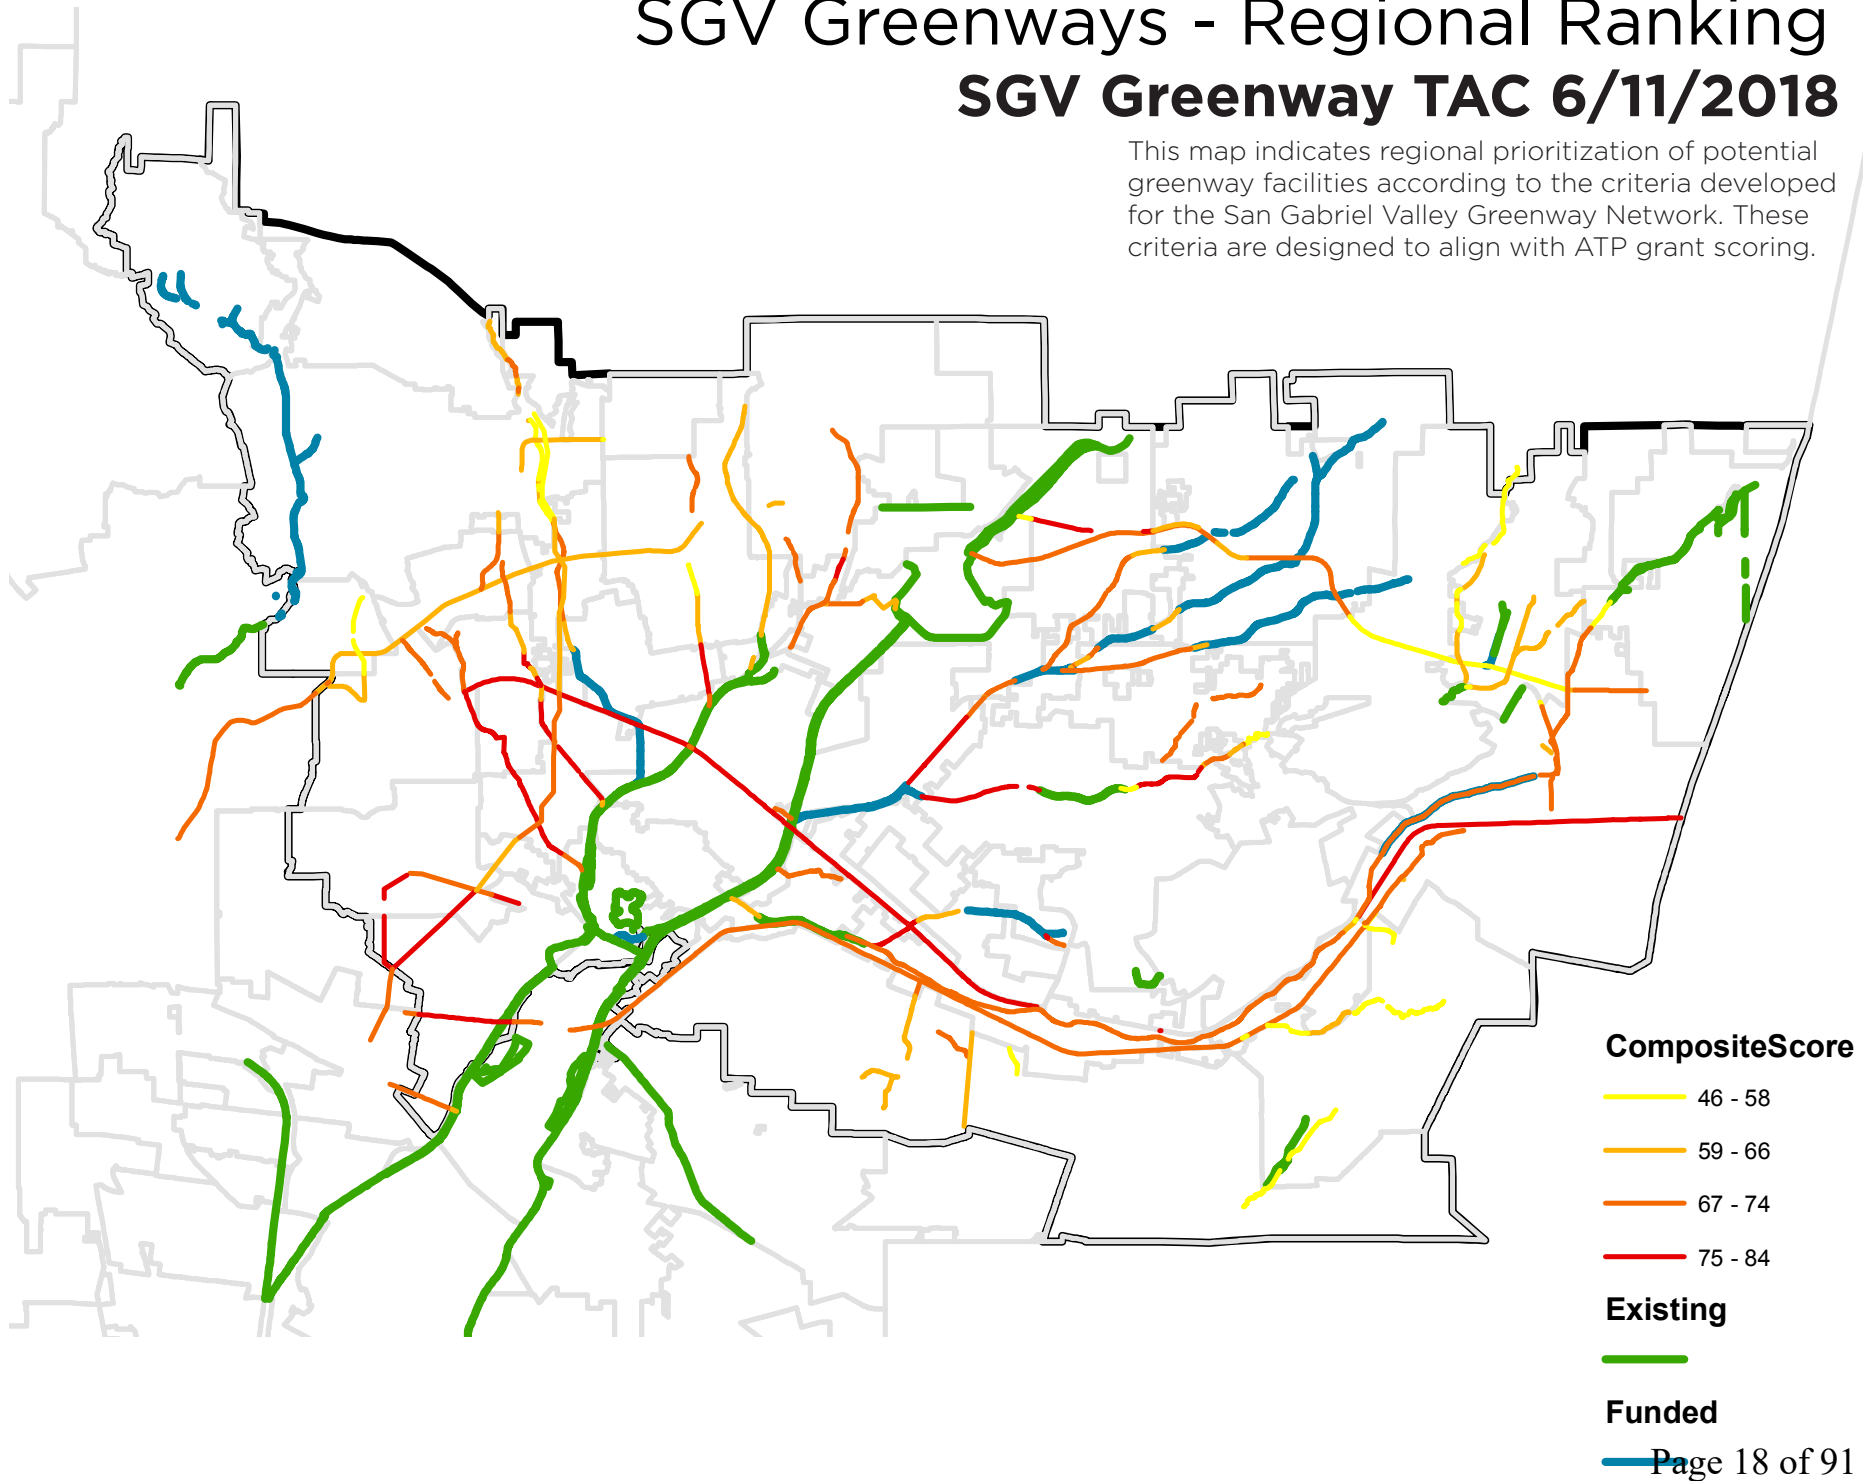 SGV Greenways - Regional Ranking
SGV Greenway TAC 6/11/2018
This map indicates regional prioritization of potential
greenway facilities according to the criteria developed
for the San Gabriel Valley Greenway Network. These
criteria are designed to align with ATP grant scoring.
CompositeScore
46 - 58
59 - 66
67 - 74
75 - 84
Existing
Funded
Page 18 of 91